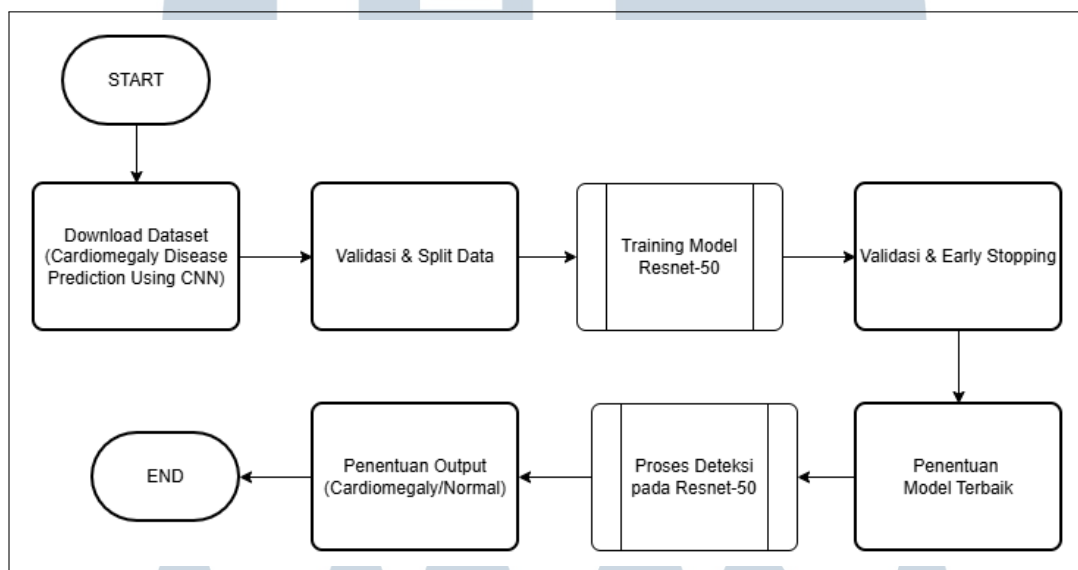 START
Download Dataset
(Cardiomegaly Disease
Prediction Using CNN)
Validasi & Split Data
Training Model
Resnet-50
Validasi & Early Stopping
Penentuan
Model Terbaik
Proses Deteksi
pada Resnet-50
Penentuan Output
(Cardiomegaly/Normal)
END